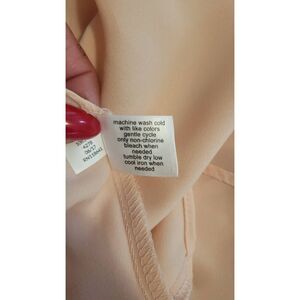 machine wash cold
with like colors
gentle cycle
only non-chlorine
bleach when
needed
tumble dry low
cool iron when
needed